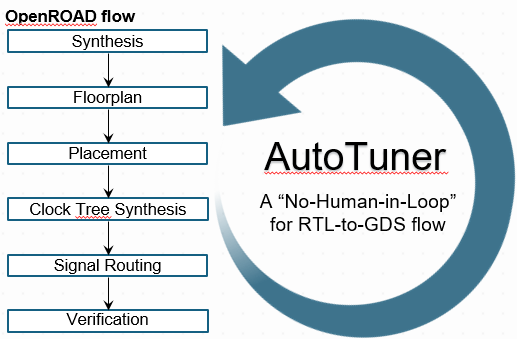 OpenROAD flow
Synthesis
Floorplan
Placement
Clock Tree Synthesis
Signal Routing
Verification
AutoTuner
A “No-Human-in-Loop”
for RTL-to-GDS flow